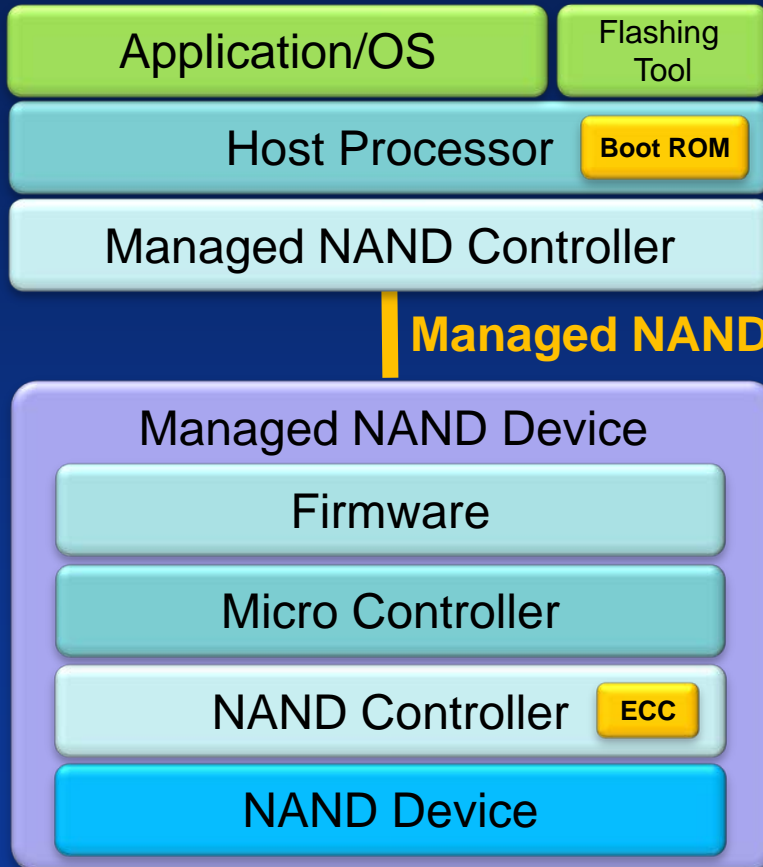 Application/OS
Flashing
Tool
Host Processor
Boot ROM
Managed NAND Controller
Managed NAND
Managed NAND Device
Firmware
Micro Controller
NAND Controller
ECC
NAND Device